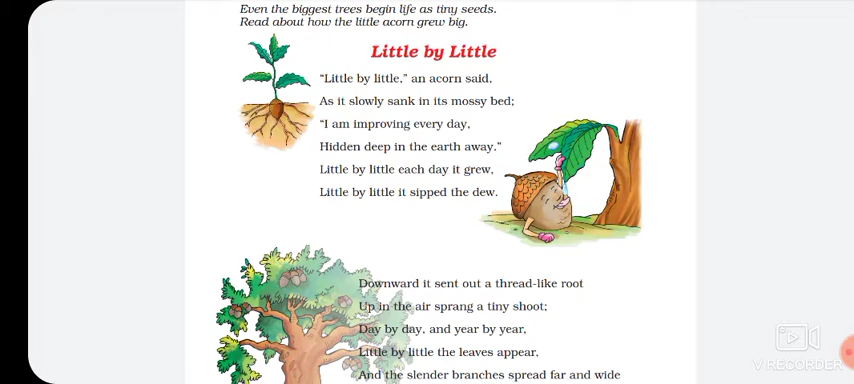 Even the biggest trees begin life as tiny seeds.
Read about how the little acorn grew big.
Little by Little
“Little by little,” an acorn said,
As it slowly sank in its mossy bed;
“I am improving every day,
Hidden deep in the earth away.”
Little by little each day it grew,
Little by little it sipped the dew.
Downward it sent out a thread-like root
Up in the air sprang a tiny shoot;
Day by day, and year by year,
Little by little the leaves appear,
And the slender branches spread far and wide
V RECORDER